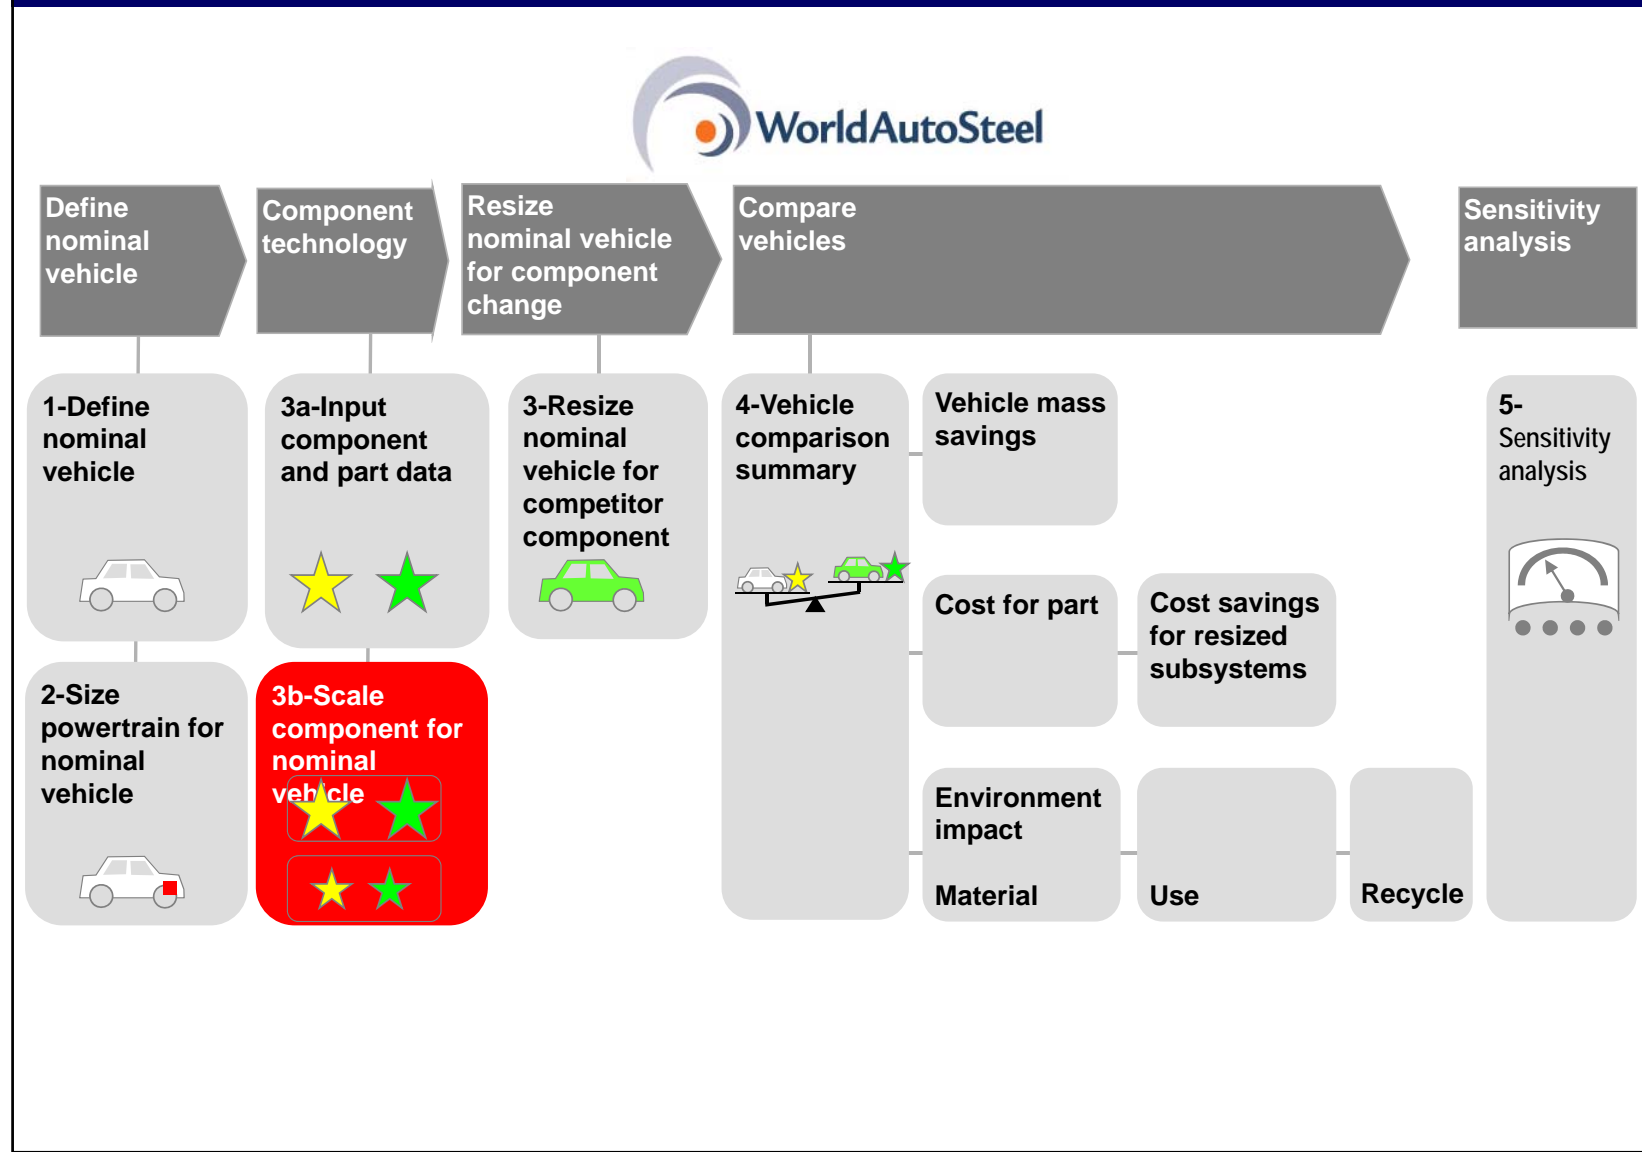 WorldAutoSteel
Define
nominal
vehicle
Component
technology
Resize
nominal vehicle
for component
change
Compare
vehicles
Sensitivity
analysis
1-Define
nominal
vehicle
3a-Input
component
and part data
3-Resize
nominal
vehicle for
competitor
component
4-Vehicle
comparison
summary
Vehicle mass
savings
5-
Sensitivity
analysis
Cost for part
Cost savings
for resized
subsystems
2-Size
powertrain for
nominal
vehicle
3b-Scale
component for
nominal
vehicle
Environment
impact
Material
Use
Recycle